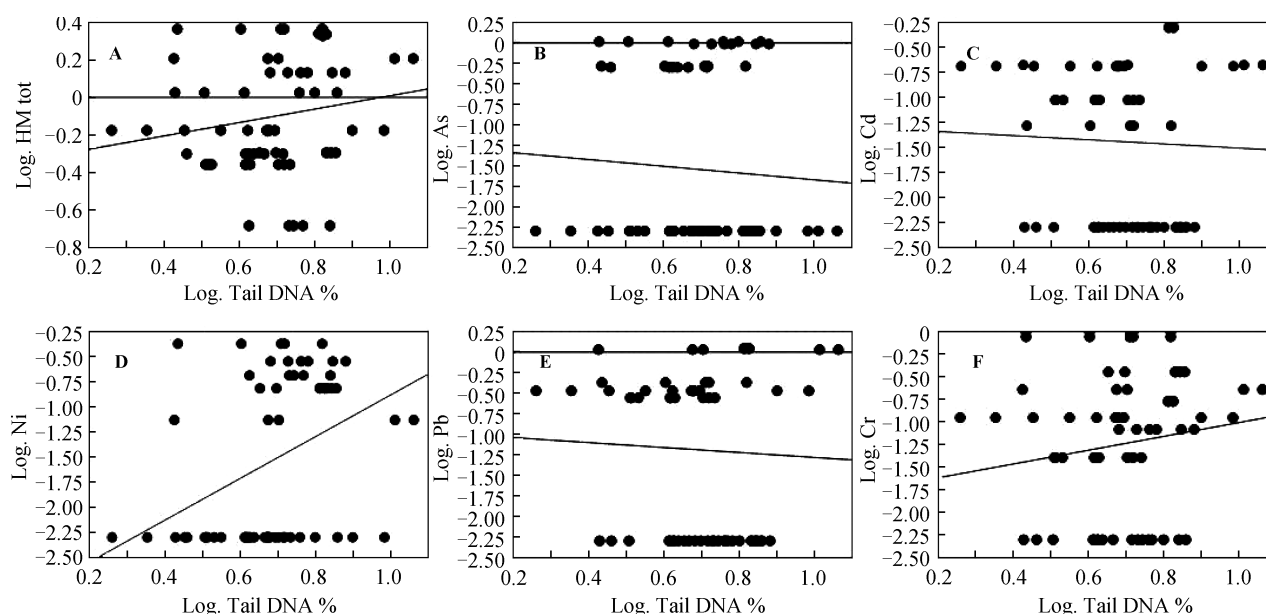 0.4
0.2
0
−0.2
−0.4
−0.6
−0.8
Log. HM tot
A
0.2 0.4 0.6 0.8 1.0
Log. Tail DNA %
0.25
0
−0.25
−0.50
−0.75
−1.00
−1.25
−1.50
−1.75
−2.00
−2.25
−2.50
Log. As
B
0.2 0.4 0.6 0.8 1.0
Log. Tail DNA %
−0.25
−0.50
−0.75
−1.00
−1.25
−1.50
−1.75
−2.00
−2.25
−2.50
Log. Cd
C
0.2 0.4 0.6 0.8 1.0
Log. Tail DNA %
−0.25
−0.50
−0.75
−1.00
−1.25
−1.50
−1.75
−2.00
−2.25
−2.50
Log. Ni
D
0.2 0.4 0.6 0.8 1.0
Log. Tail DNA %
0.25
0
−0.25
−0.50
−0.75
−1.00
−1.25
−1.50
−1.75
−2.00
−2.25
−2.50
Log. Pb
E
0.2 0.4 0.6 0.8 1.0
Log. Tail DNA %
0
−0.25
−0.50
−0.75
−1.00
−1.25
−1.50
−1.75
−2.00
−2.25
−2.50
Log. Cr
F
0.2 0.4 0.6 0.8 1.0
Log. Tail DNA %